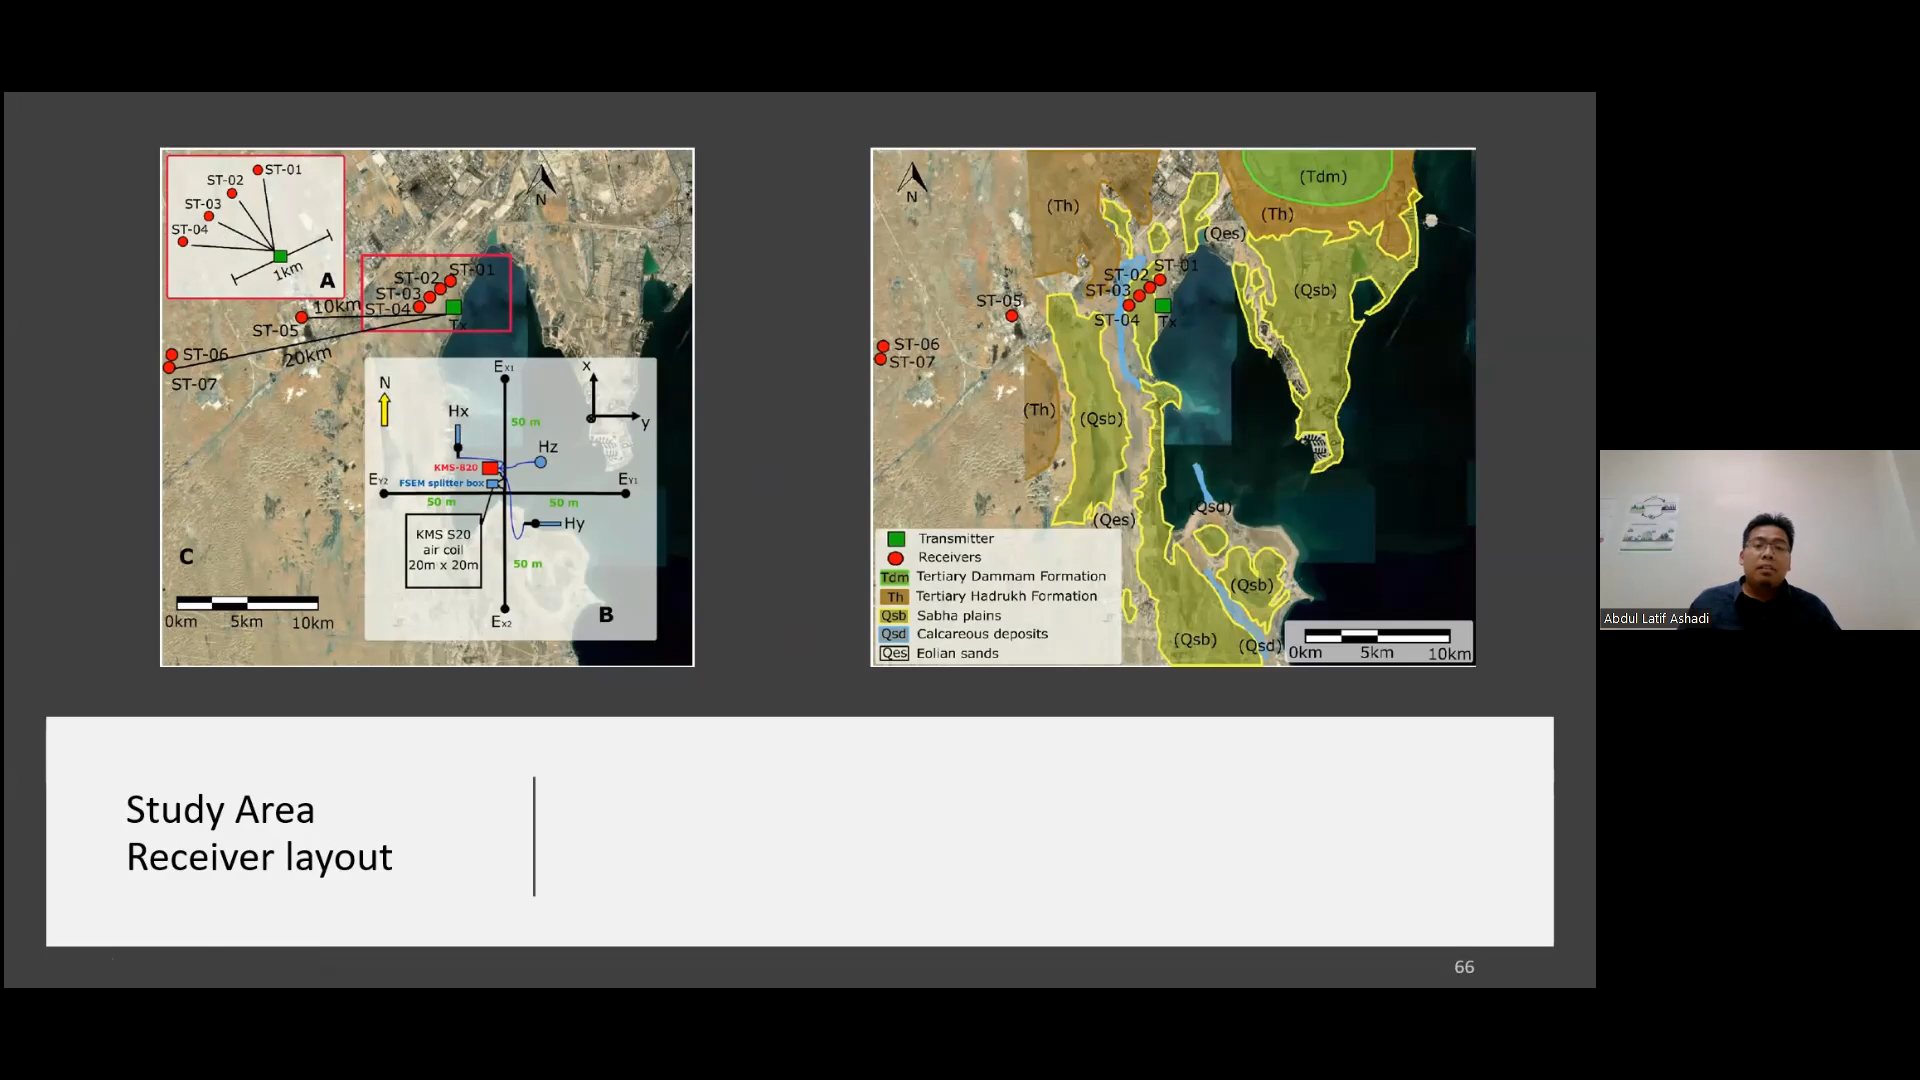 ST-01
ST-02
ST-03
ST-04
1km
A
N
ST-01
ST-02
ST-03
ST-04
Tx
10km
ST-05
20km
ST-06
ST-07
EX1
N
Hx
50 m
x
y
Hz
KMS-820
FSEM splitter box
EY2
EY1
50 m
50 m
KMS S20
air coil
20m x 20m
Hy
50 m
EX2
B
C
0km
5km
10km
N
(Th)
(Tdm)
(Th)
(Qes)
ST-01
ST-02
ST-03
ST-04
Tx
(Qsb)
ST-05
ST-06
ST-07
(Th)
(Qsb)
(Qes)
(Qsd)
(Qsb)
(Qsb)
(Qsd)
Transmitter
Receivers
Tdm Tertiary Dammam Formation
Th Tertiary Hadrukh Formation
Qsb Sabha plains
Qsd Calcareous deposits
Qes Eolian sands
0km
5km
10km
Study Area
Receiver layout
66
Abdul Latif Ashadi